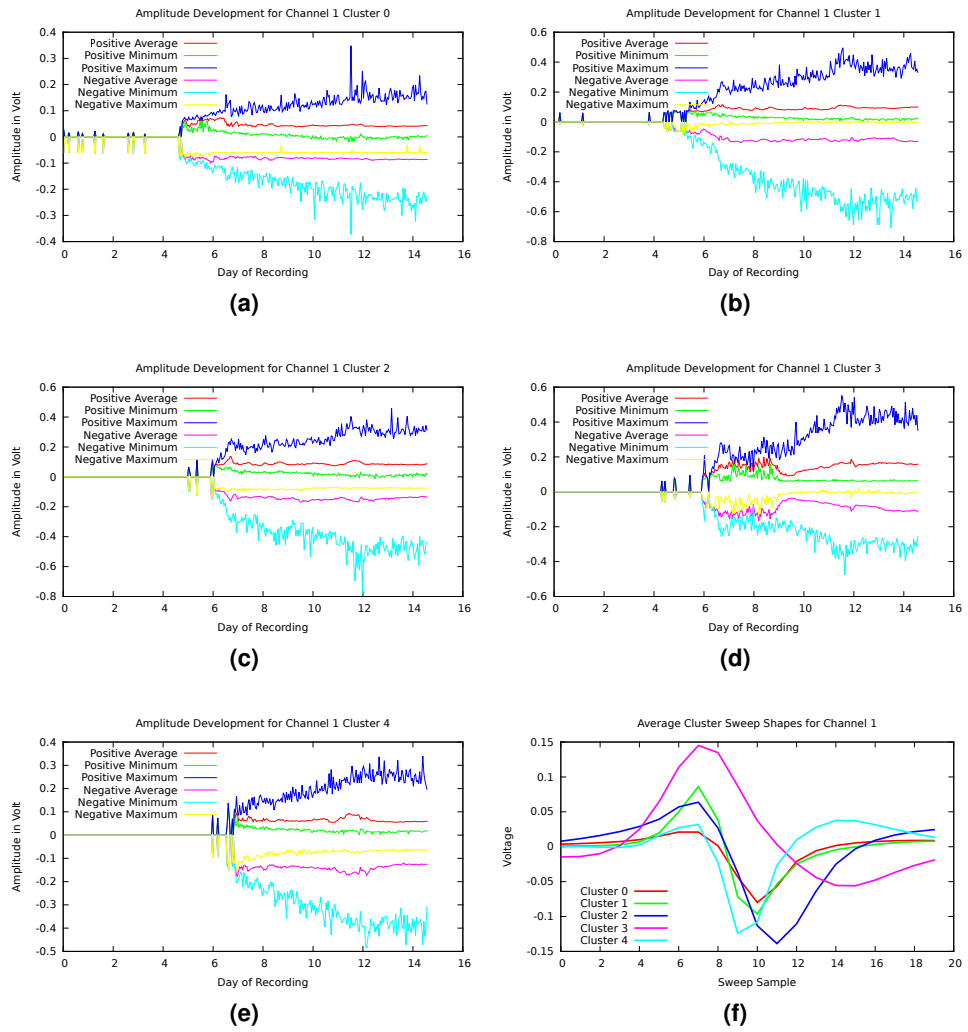 Amplitude Development for Channel 1 Cluster 0
Amplitude in Volt
0.4
0.3
0.2
0.1
0
-0.1
-0.2
-0.3
-0.4
Positive Average
Positive Minimum
Positive Maximum
Negative Average
Negative Minimum
Negative Maximum
0 2 4 6 8 10 12 14 16
Day of Recording
(a)
Amplitude Development for Channel 1 Cluster 1
Amplitude in Volt
0.6
0.4
0.2
0
-0.2
-0.4
-0.6
-0.8
Positive Average
Positive Minimum
Positive Maximum
Negative Average
Negative Minimum
Negative Maximum
0 2 4 6 8 10 12 14 16
Day of Recording
(b)
Amplitude Development for Channel 1 Cluster 2
Amplitude in Volt
0.6
0.4
0.2
0
-0.2
-0.4
-0.6
-0.8
Positive Average
Positive Minimum
Positive Maximum
Negative Average
Negative Minimum
Negative Maximum
0 2 4 6 8 10 12 14 16
Day of Recording
(c)
Amplitude Development for Channel 1 Cluster 3
Amplitude in Volt
0.6
0.4
0.2
0
-0.2
-0.4
-0.6
Positive Average
Positive Minimum
Positive Maximum
Negative Average
Negative Minimum
Negative Maximum
0 2 4 6 8 10 12 14 16
Day of Recording
(d)
Amplitude Development for Channel 1 Cluster 4
Amplitude in Volt
0.4
0.3
0.2
0.1
0
-0.1
-0.2
-0.3
-0.4
-0.5
Positive Average
Positive Minimum
Positive Maximum
Negative Average
Negative Minimum
Negative Maximum
0 2 4 6 8 10 12 14 16
Day of Recording
(e)
Average Cluster Sweep Shapes for Channel 1
Voltage
0.15
0.1
0.05
0
-0.05
-0.1
-0.15
Cluster 0
Cluster 1
Cluster 2
Cluster 3
Cluster 4
0 2 4 6 8 10 12 14 16 18 20
Sweep Sample
(f)